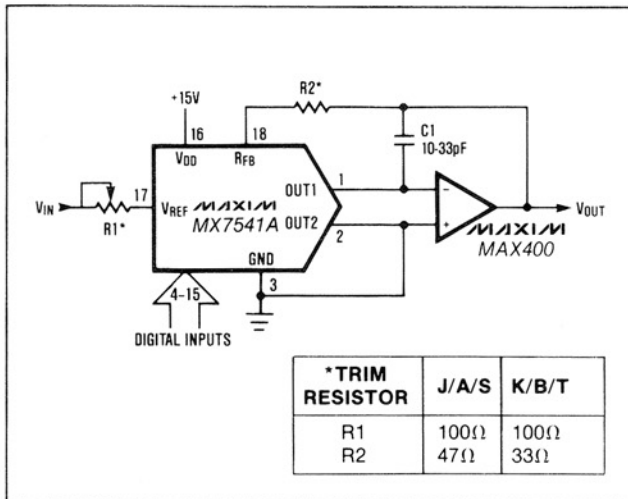 R2*
+15V
16
18
C1
10-33pF
VDD
RFB
OUT1
1
VIN
17
VREF
MAXIM
MX7541A
R1*
OUT2
2
−
+
VOUT
MAXIM
MAX400
GND
3
4-15
DIGITAL INPUTS
*TRIM RESISTOR J/A/S K/B/T
R1 100Ω 100Ω
R2 47Ω 33Ω